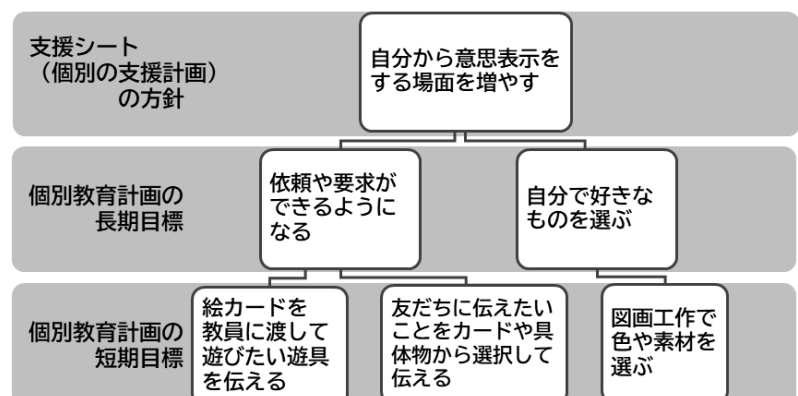 支援シート
（個別の支援計画）
の方針
自分から意思表示を
する場面を増やす
個別教育計画の
長期目標
依頼や要求が
できるように
なる
自分で好きな
ものを選ぶ
個別教育計画の
短期目標
絵カードを
教員に渡して
遊びたい遊具
を伝える
友だちに伝えたい
ことをカードや具
体物から選択して
伝える
図画工作で
色や素材を
選ぶ